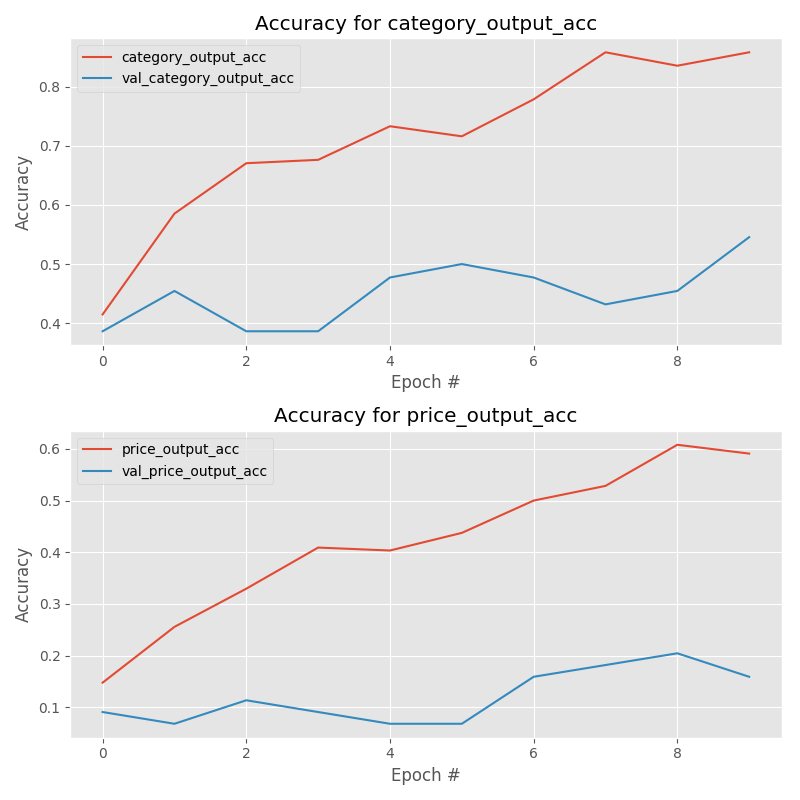 Accuracy for category_output_acc
category_output_acc
val_category_output_acc
0.8
0.7
0.6
0.5
0.4
Accuracy
0 2 4 6 8
Epoch #
Accuracy for price_output_acc
price_output_acc
val_price_output_acc
0.6
0.5
0.4
0.3
0.2
0.1
Accuracy
0 2 4 6 8
Epoch #